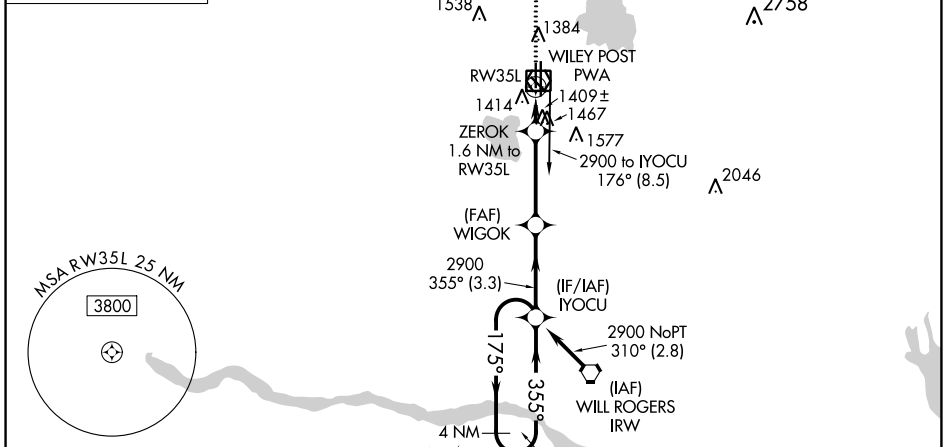 1538
2758
1384
WILEY POST
PWA
RW35L
1414
1409±
1467
1577
ZEROK
1.6 NM to
RW35L
2900 to IYOCU
176° (8.5)
2046
(FAF)
WIGOK
2900
355° (3.3)
(IF/IAF)
IYOCU
MSA RW35L 25 NM
3800
2900 NoPT
310° (2.8)
175°
355°
(IAF)
WILL ROGERS
IRW
4 NM